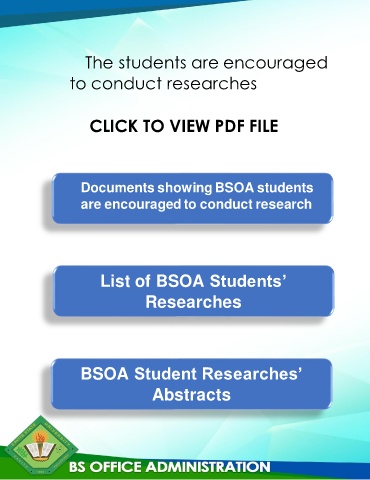 The students are encouraged
to conduct researches
CLICK TO VIEW PDF FILE
Documents showing BSOA students
are encouraged to conduct research
List of BSOA Students’
Researches
BSOA Student Researches’
Abstracts
BS OFFICE ADMINISTRATION